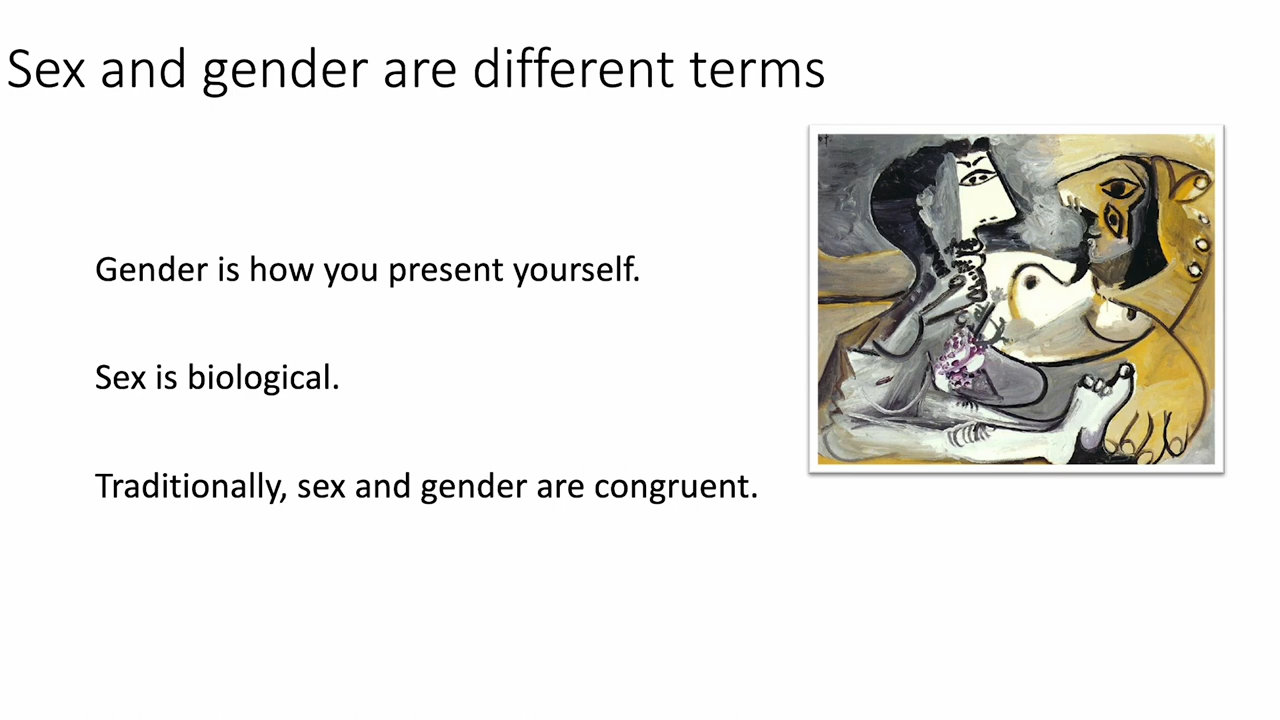 Sex and gender are different terms
Gender is how you present yourself.
Sex is biological.
Traditionally, sex and gender are congruent.